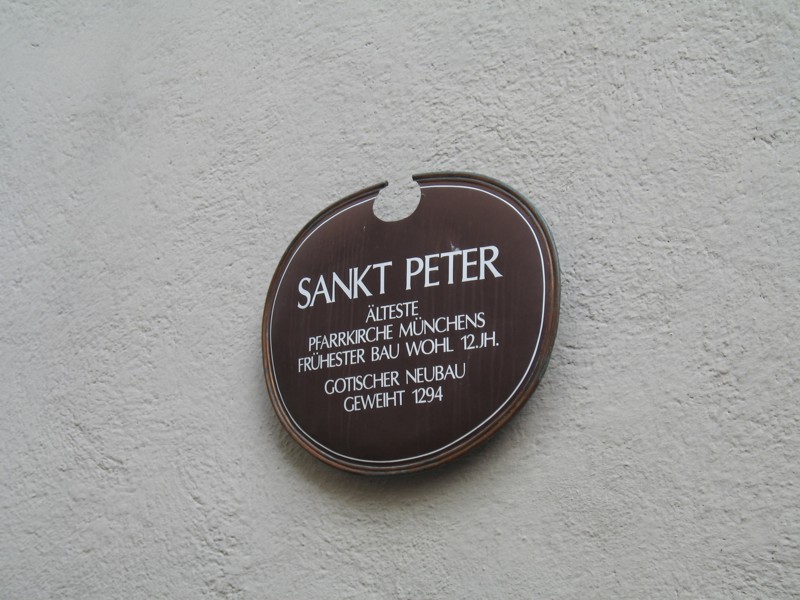 SANKT PETER
ÄLTESTE
PFARRKIRCHE MÜNCHENS
FRÜHESTER BAU WOHL 12.JH.
GOTISCHER NEUBAU
GEWEIHT 1294